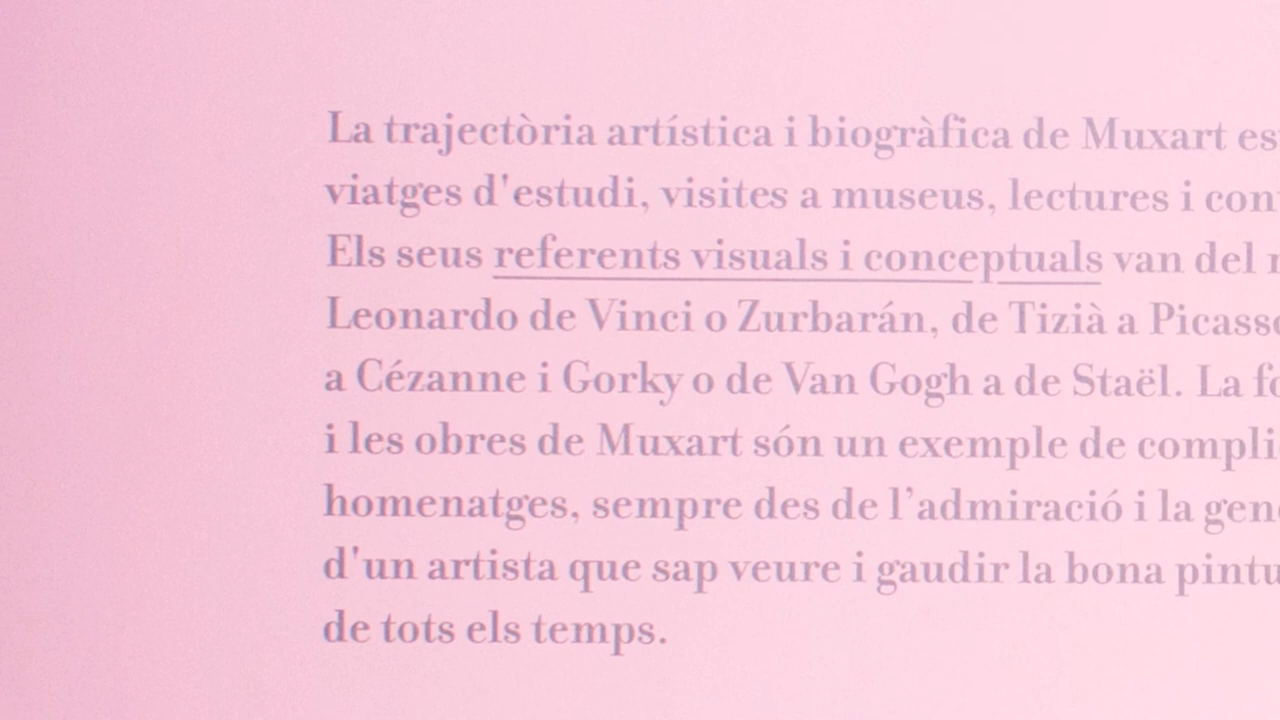 La trajectòria artística i biogràfica de Muxart es
viatges d'estudi, visites a museus, lectures i con
Els seus referents visuals i conceptuals van del
Leonardo de Vinci o Zurbarán, de Tizià a Picasso
a Cézanne i Gorky o de Van Gogh a de Staël. La
i les obres de Muxart són un exemple de compli
homenatges, sempre des de l’admiració i la gen
d'un artista que sap veure i gaudir la bona pintu
de tots els temps.